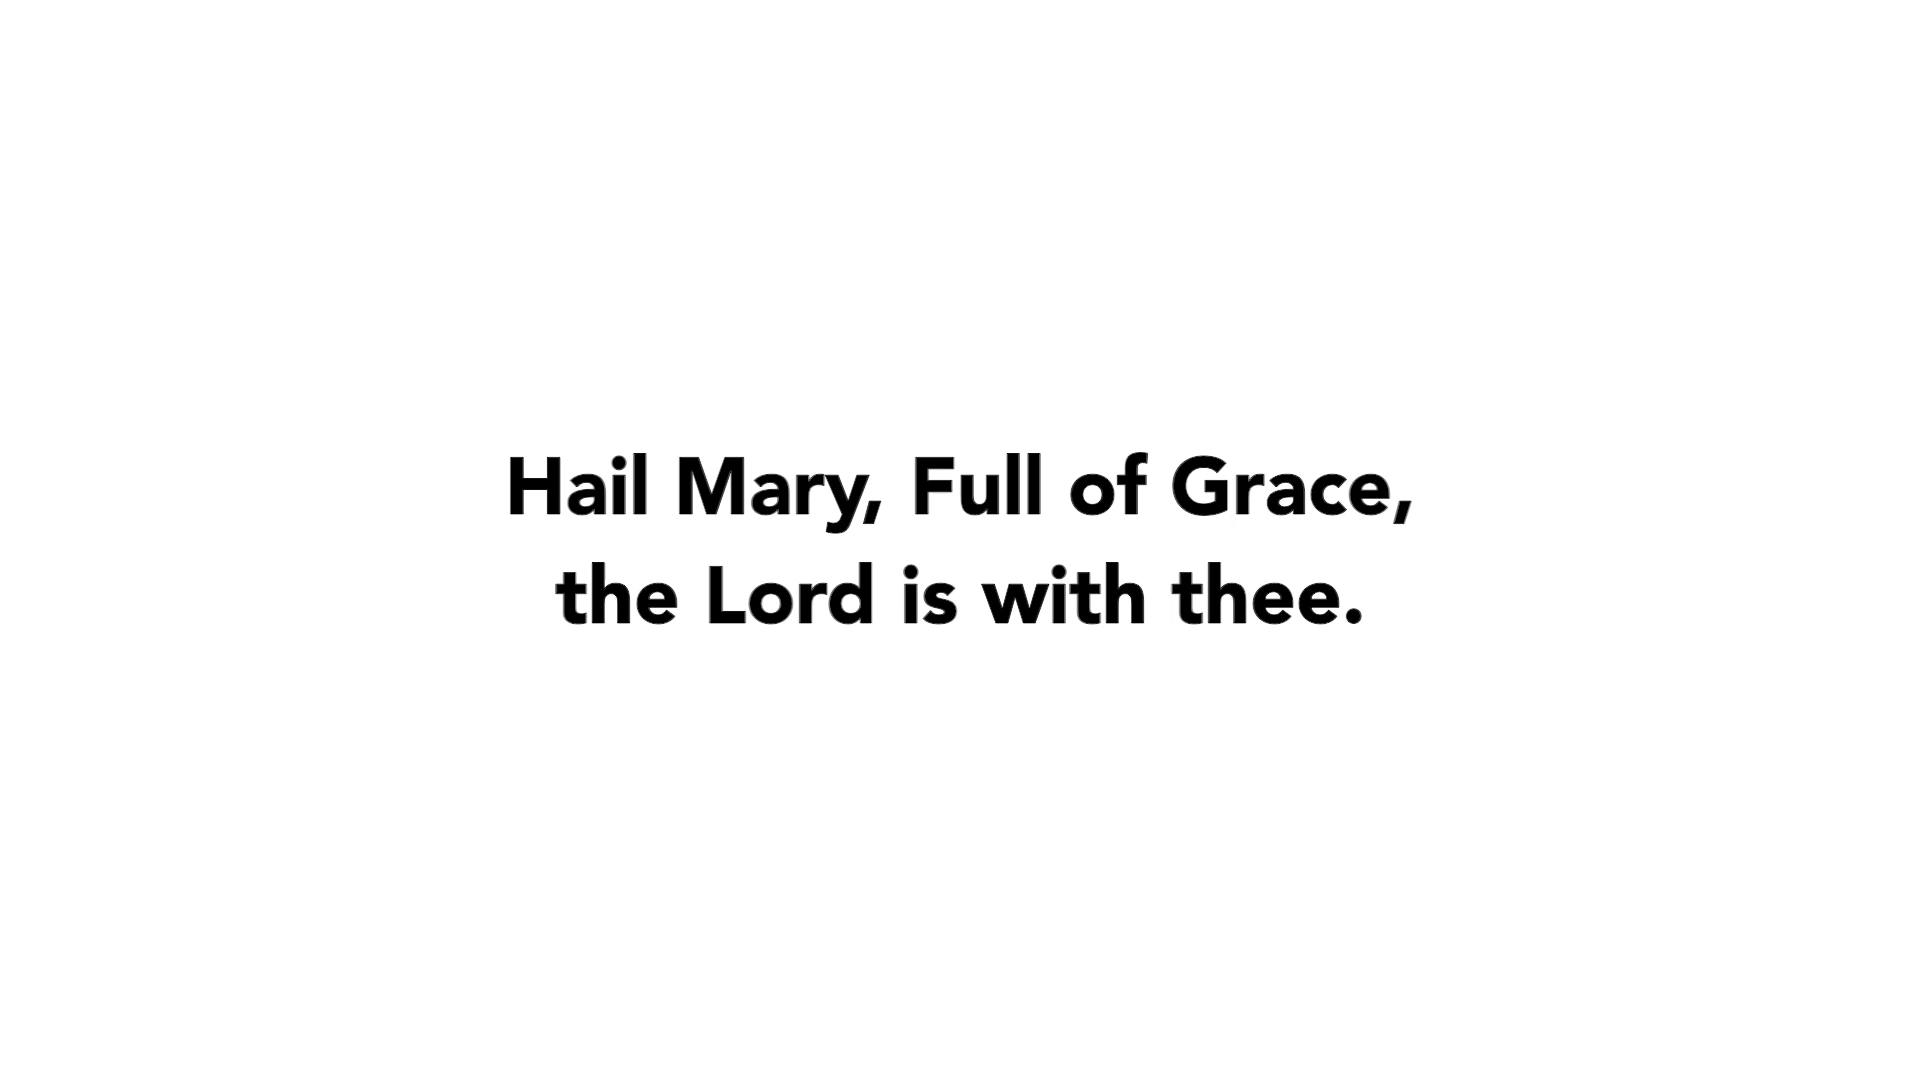 Hail Mary, Full of Grace,
the Lord is with thee.